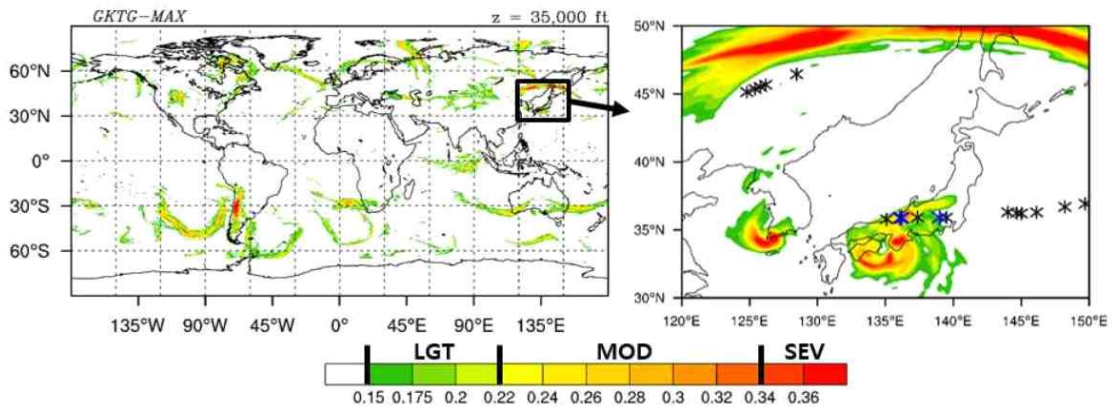 GKTG-MAX z = 35,000 ft
60°N
30°N
0°
30°S
60°S
135°W 90°W 45°W 0° 45°E 90°E 135°E
50°N
45°N
40°N
35°N
30°N
120°E 125°E 130°E 135°E 140°E 145°E 150°E
LGT MOD SEV
0.15 0.175 0.2 0.22 0.24 0.26 0.28 0.3 0.32 0.34 0.36